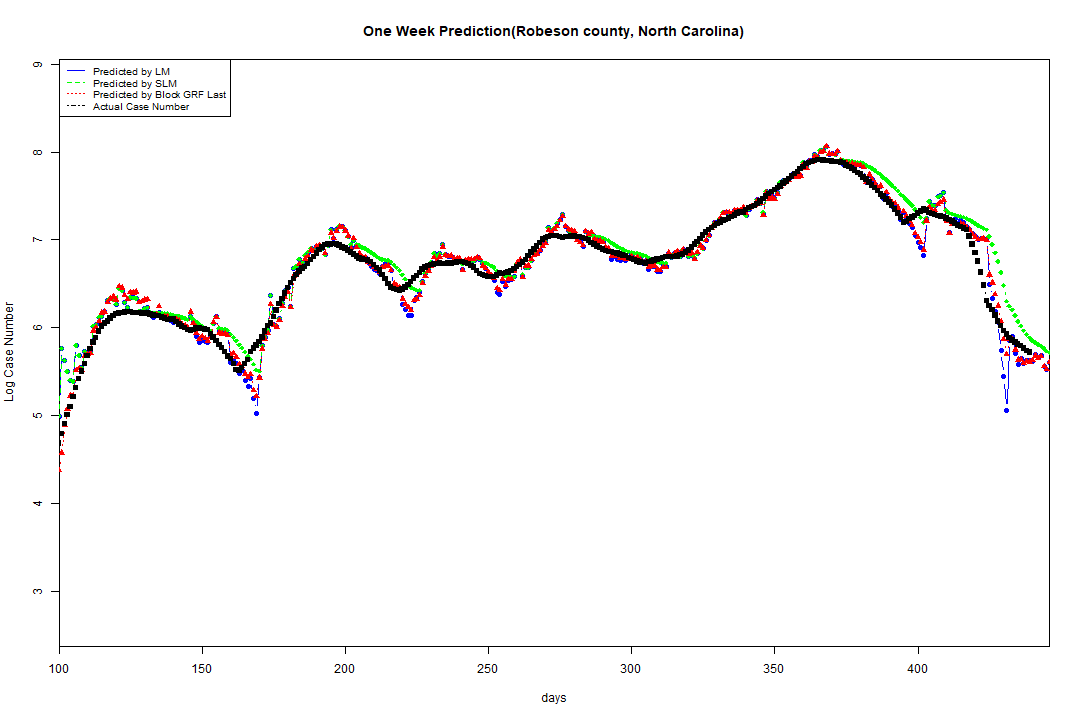 One Week Prediction(Robeson county, North Carolina)
Predicted by LM
Predicted by SLM
Predicted by Block GRF Last
Actual Case Number
9
8
7
6
5
4
3
Log Case Number
100 150 200 250 300 350 400
days